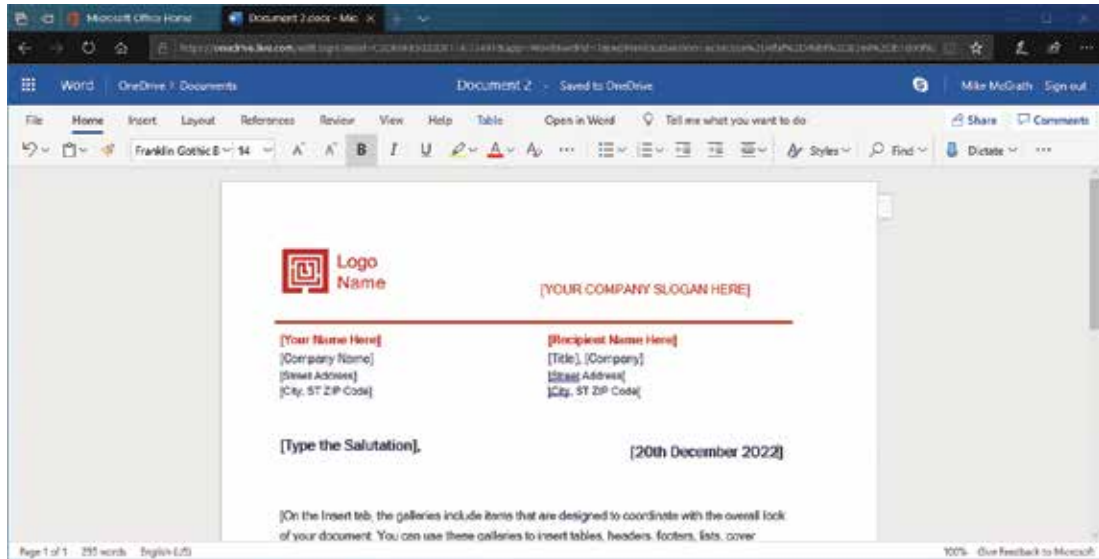 Microsoft Office Home
Document 2.docx - Mic
Word OneDrive > Documents Document 2 - Saved to OneDrive Mike McGrath Sign out
File Home Insert Layout References Review View Help Table Open in Word Tell me what you want to do Share Comments
Franklin Gothic B 14 A A B I U A A Styles Find Dictate
Logo
Name
[YOUR COMPANY SLOGAN HERE]
[Your Name Here]
[Company Name]
[Street Address]
[City, ST ZIP Code]
[Recipient Name Here]
[Title], [Company]
[Street Address]
[City, ST ZIP Code]
[Type the Salutation],
[20th December 2022]
[On the Insert tab, the galleries include items that are designed to coordinate with the overall look
of your document. You can use these galleries to insert tables, headers, footers, lists, cover
Page 1 of 1 295 words English (US) 100% Give Feedback to Microsoft